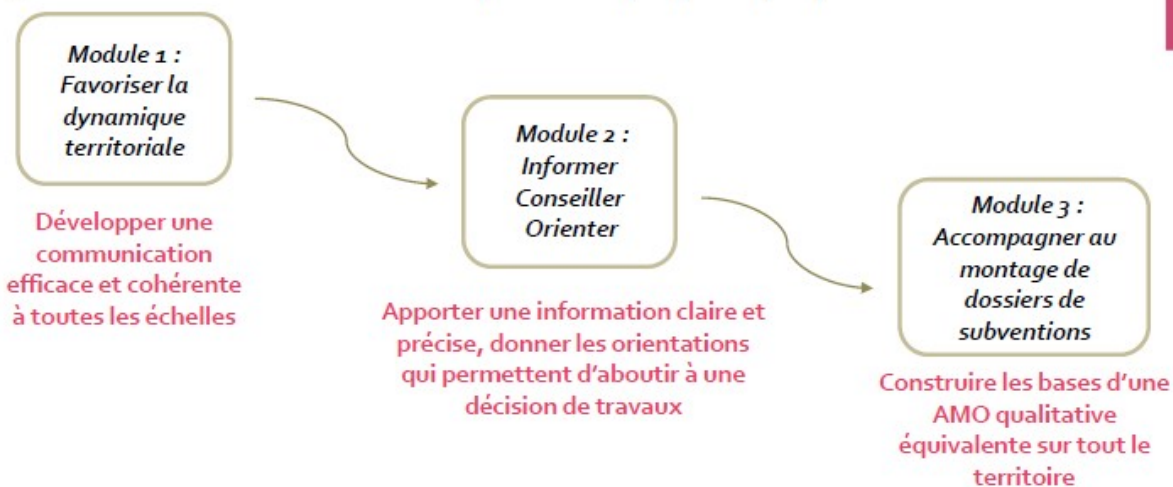 Module 1 :
Favoriser la
dynamique
territoriale
Développer une
communication
efficace et cohérente
à toutes les échelles
Module 2 :
Informer
Conseiller
Orienter
Apporter une information claire et
précise, donner les orientations
qui permettent d'aboutir à une
décision de travaux
Module 3 :
Accompagner au
montage de
dossiers de
subventions
Construire les bases d'une
AMO qualitative
équivalente sur tout le
territoire